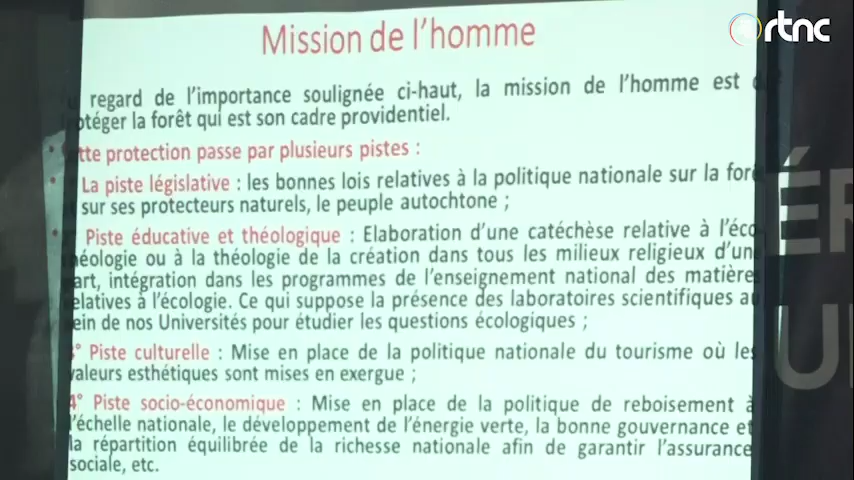 rtnc
Mission de l'homme
regard de l'importance soulignée ci-haut, la mission de l'homme est
otéger la forêt qui est son cadre providentiel.
• tte protection passe par plusieurs pistes :
• La piste législative : les bonnes lois relatives à la politique nationale sur la for
sur ses protecteurs naturels, le peuple autochtone ;
Piste éducative et théologique : Elaboration d'une catéchèse relative à l'éco
héologie ou à la théologie de la création dans tous les milieux religieux d'un
art, intégration dans les programmes de l'enseignement national des matière
elatives à l'écologie. Ce qui suppose la présence des laboratoires scientifiques au
ein de nos Universités pour étudier les questions écologiques ;
3° Piste culturelle : Mise en place de la politique nationale du tourisme où les
valeurs esthétiques sont mises en exergue ;
4° Piste socio-économique : Mise en place de la politique de reboisement à
l'échelle nationale, le développement de l'énergie verte, la bonne gouvernance et
la répartition équilibrée de la richesse nationale afin de garantir l'assurance
sociale, etc.